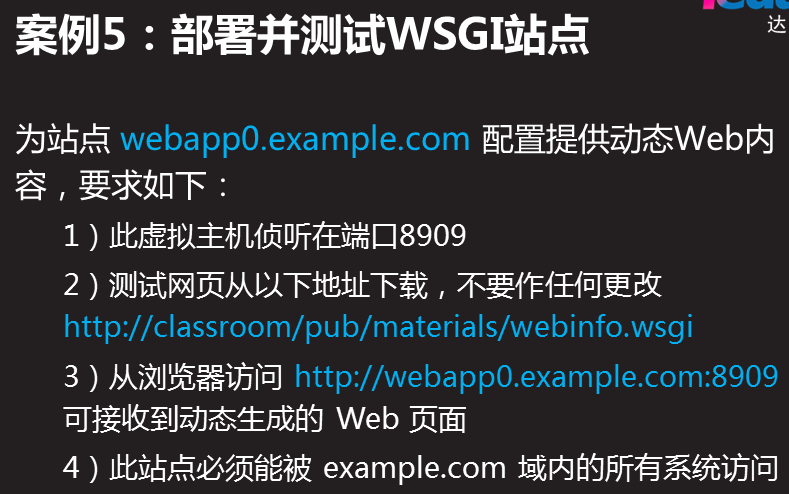 达
案例5：部署并测试WSGI站点
为站点 webapp0.example.com 配置提供动态Web内
容，要求如下：
1）此虚拟主机侦听在端口8909
2）测试网页从以下地址下载，不要作任何更改
http://classroom/pub/materials/webinfo.wsgi
3）从浏览器访问 http://webapp0.example.com:8909
可接收到动态生成的 Web 页面
4）此站点必须能被 example.com 域内的所有系统访问